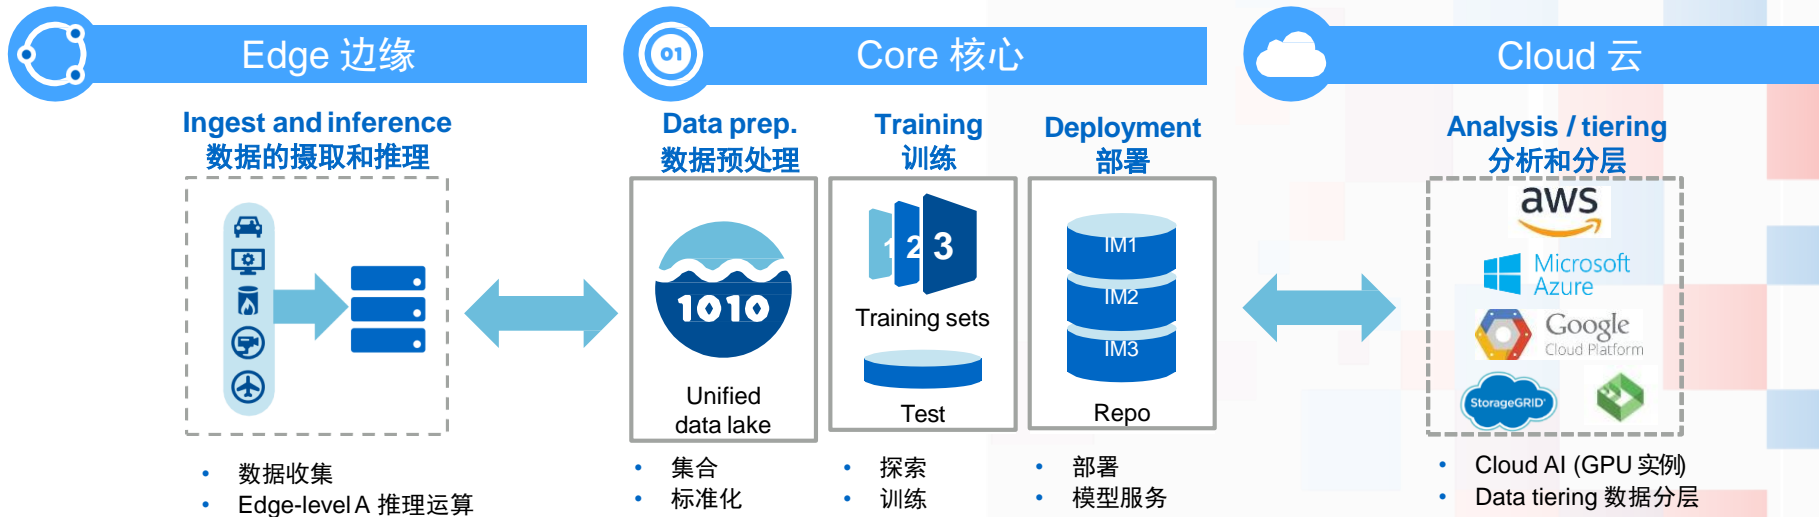 Edge 边缘
01
Core 核心
Cloud 云
Ingest and inference
数据的摄取和推理
Data prep.
数据预处理
Training
训练
Deployment
部署
Analysis / tiering
分析和分层
1 2 3
Training sets
Test
1010
Unified
data lake
IM1
IM2
IM3
Repo
aws
Microsoft
Azure
Google
Cloud Platform
StorageGRID
• 数据收集
• Edge-level A 推理运算
• 集合
• 标准化
• 探索
• 训练
• 部署
• 模型服务
• Cloud AI (GPU 实例)
• Data tiering 数据分层